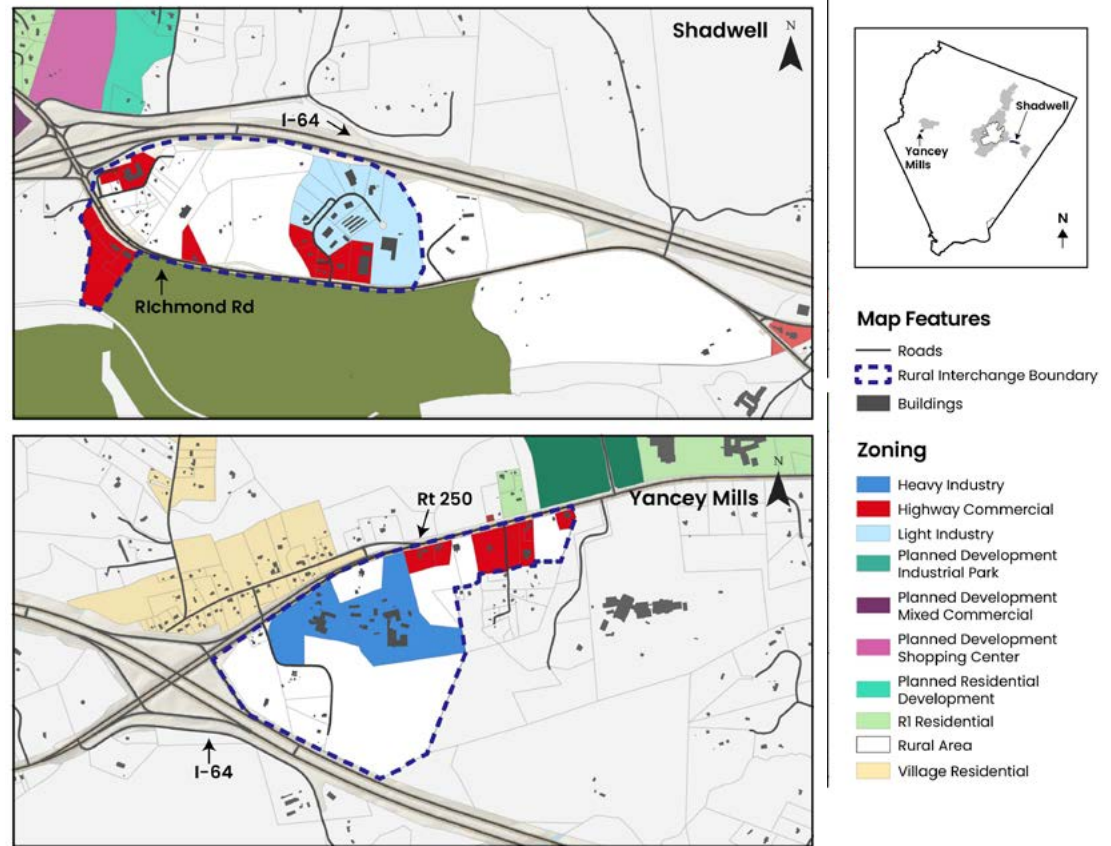 Shadwell
N
I-64
RIchmond Rd
Yancey Mills
N
Rt 250
I-64
Shadwell
Yancey
Mills
N
Map Features
Roads
Rural Interchange Boundary
Buildings
Zoning
Heavy Industry
Highway Commercial
Light Industry
Planned Development
Industrial Park
Planned Development
Mixed Commercial
Planned Development
Shopping Center
Planned Residential
Development
R1 Residential
Rural Area
Village Residential